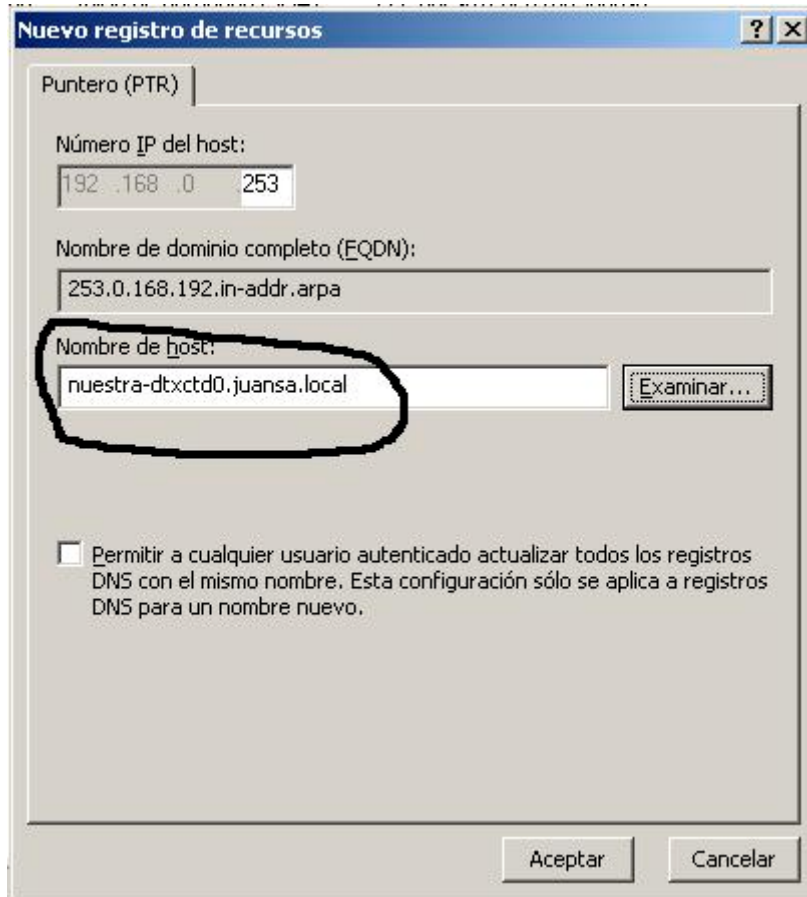 Nuevo registro de recursos
Puntero (PTR)
Número IP del host:
192 .168 .0 .253
Nombre de dominio completo (FQDN):
253.0.168.192.in-addr.arpa
Nombre de host:
nuestra-dtxctd0.juansa.local
Examinar...
Permitir a cualquier usuario autenticado actualizar todos los registros
DNS con el mismo nombre. Esta configuración sólo se aplica a registros
DNS para un nombre nuevo.
Aceptar
Cancelar